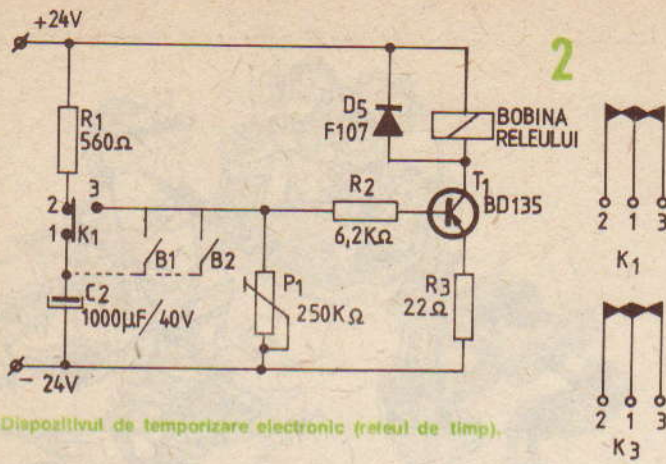 +24V
2
D5
F107
BOBINA
RELEULUI
R1
560Ω
R2
6,2KΩ
T1
BD135
2
3
1
K1
B1
B2
P1
250KΩ
R3
22Ω
C2
1000µF/40V
- 24V
2 1 3
K1
2 1 3
K3
Dispozitivul de temporizare electronic (releul de timp).